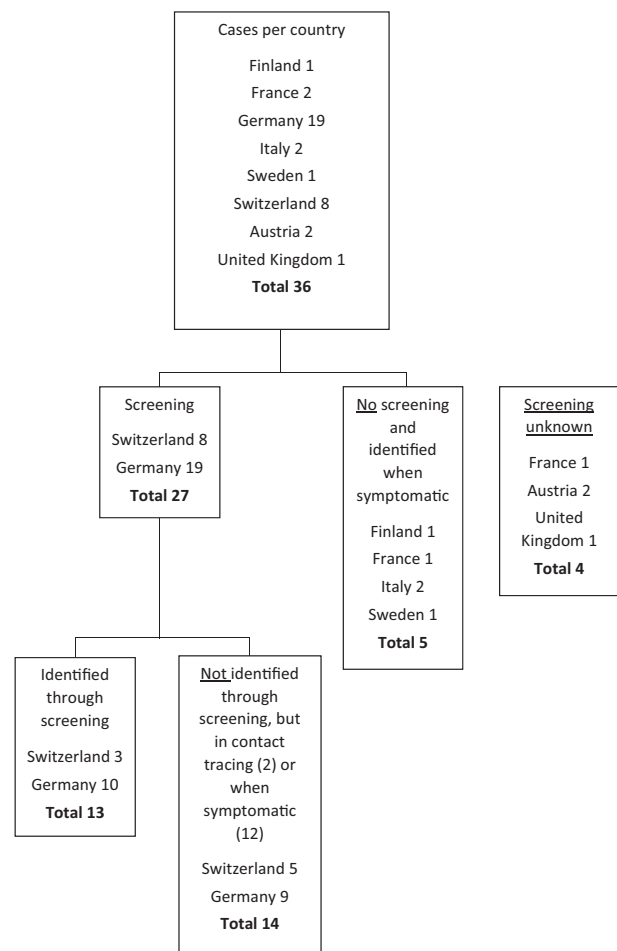 Cases per country
Finland 1
France 2
Germany 19
Italy 2
Sweden 1
Switzerland 8
Austria 2
United Kingdom 1
Total 36
Screening
Switzerland 8
Germany 19
Total 27
No screening
and
identified
when
symptomatic
Finland 1
France 1
Italy 2
Sweden 1
Total 5
Screening
unknown
France 1
Austria 2
United
Kingdom 1
Total 4
Identified
through
screening
Switzerland 3
Germany 10
Total 13
Not identified
through
screening, but
in contact
tracing (2) or
when
symptomatic
(12)
Switzerland 5
Germany 9
Total 14